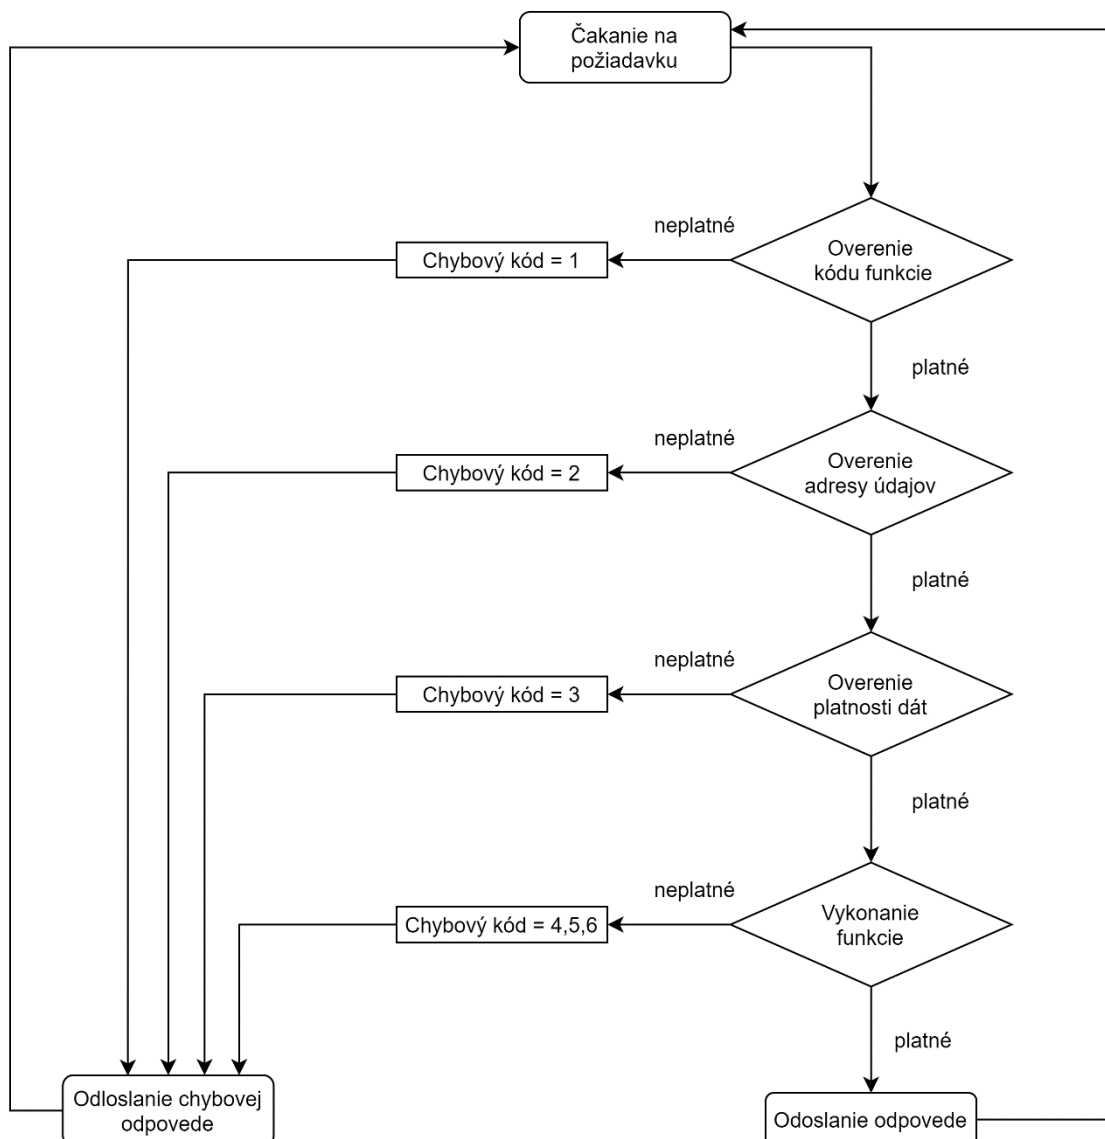 Čakanie na
požiadavku
neplatné
Overenie
kódu funkcie
Chybový kód = 1
platné
neplatné
Overenie
adresy údajov
Chybový kód = 2
platné
neplatné
Overenie
platnosti dát
Chybový kód = 3
platné
neplatné
Vykonanie
funkcie
Chybový kód = 4,5,6
platné
Odloslanie chybovej
odpovede
Odoslanie odpovede